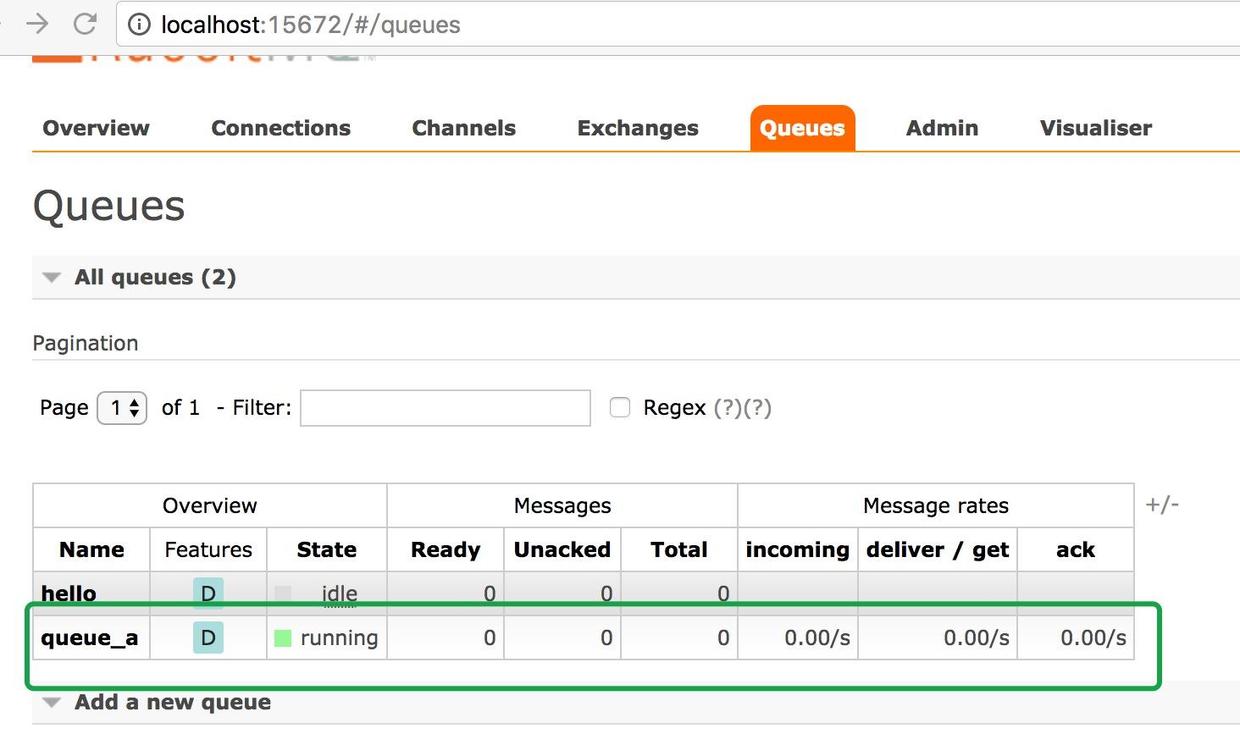 localhost:15672/#/queues
Overview Connections Channels Exchanges Queues Admin Visualiser
Queues
All queues (2)
Pagination
Page 1 of 1 - Filter: Regex (?)(?)
Overview Messages Message rates +/-
Name Features State Ready Unacked Total incoming deliver / get ack
hello D idle 0 0 0
queue_a D running 0 0 0 0.00/s 0.00/s 0.00/s
Add a new queue